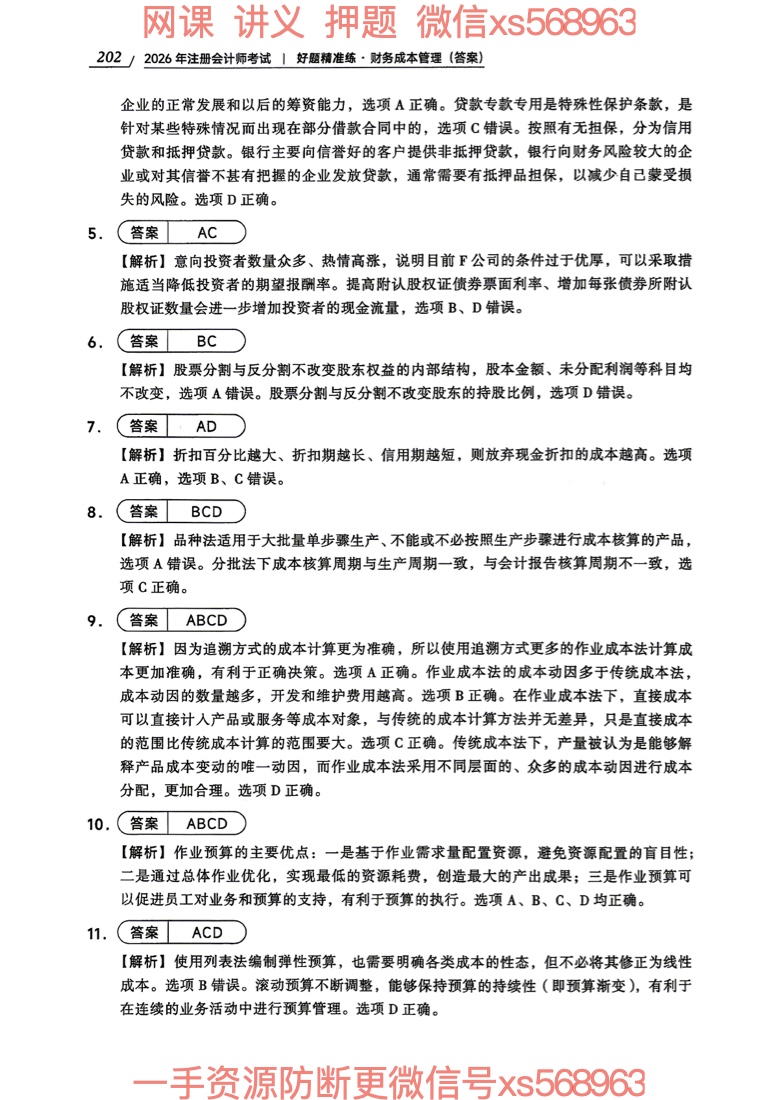 网课 讲义 押题 微信xs568963
202 / 2026 年注册会计师考试 | 好题精准练·财务成本管理（答案）
企业的正常发展和以后的筹资能力，选项 A 正确。贷款专款专用是特殊性保护条款，是
针对某些特殊情况而出现在部分借款合同中的，选项 C 错误。按照有无担保，分为信用
贷款和抵押贷款。银行主要向信誉好的客户提供非抵押贷款，银行向财务风险较大的企
业或对其信誉不甚有把握的企业发放贷款，通常需要有抵押品担保，以减少自己蒙受损
失的风险。选项 D 正确。
5. 答案 AC
【解析】意向投资者数量众多、热情高涨，说明目前 F 公司的条件过于优厚，可以采取措
施适当降低投资者的期望报酬率。提高附认股权证债券票面利率、增加每张债券所附认
股权证数量会进一步增加投资者的现金流量，选项 B、D 错误。
6. 答案 BC
【解析】股票分割与反分割不改变股东权益的内部结构，股本金额、未分配利润等科目均
不改变，选项 A 错误。股票分割与反分割不改变股东的持股比例，选项 D 错误。
7. 答案 AD
【解析】折扣百分比越大、折扣期越长、信用期越短，则放弃现金折扣的成本越高。选项
A 正确，选项 B、C 错误。
8. 答案 BCD
【解析】品种法适用于大批量单步骤生产、不能或不必按照生产步骤进行成本核算的产品，
选项 A 错误。分批法下成本核算周期与生产周期一致，与会计报告核算周期不一致，选
项 C 正确。
9. 答案 ABCD
【解析】因为追溯方式的成本计算更为准确，所以使用追溯方式更多的作业成本法计算成
本更加准确，有利于正确决策。选项 A 正确。作业成本法的成本动因多于传统成本法，
成本动因的数量越多，开发和维护费用越高。选项 B 正确。在作业成本法下，直接成本
可以直接计人产品或服务等成本对象，与传统的成本计算方法并无差异，只是直接成本
的范围比传统成本计算的范围要大。选项 C 正确。传统成本法下，产量被认为是能够解
释产品成本变动的唯一动因，而作业成本法采用不同层面的、众多的成本动因进行成本
分配，更加合理。选项 D 正确。
10. 答案 ABCD
【解析】作业预算的主要优点：一是基于作业需求量配置资源，避免资源配置的盲目性；
二是通过总体作业优化，实现最低的资源耗费，创造最大的产出成果；三是作业预算可
以促进员工对业务和预算的支持，有利于预算的执行。选项 A、B、C、D 均正确。
11. 答案 ACD
【解析】使用列表法编制弹性预算，也需要明确各类成本的性态，但不必将其修正为线性
成本。选项 B 错误。滚动预算不断调整，能够保持预算的持续性（即预算渐变），有利于
在连续的业务活动中进行预算管理。选项 D 正确。
一手资源防断更微信号xs568963